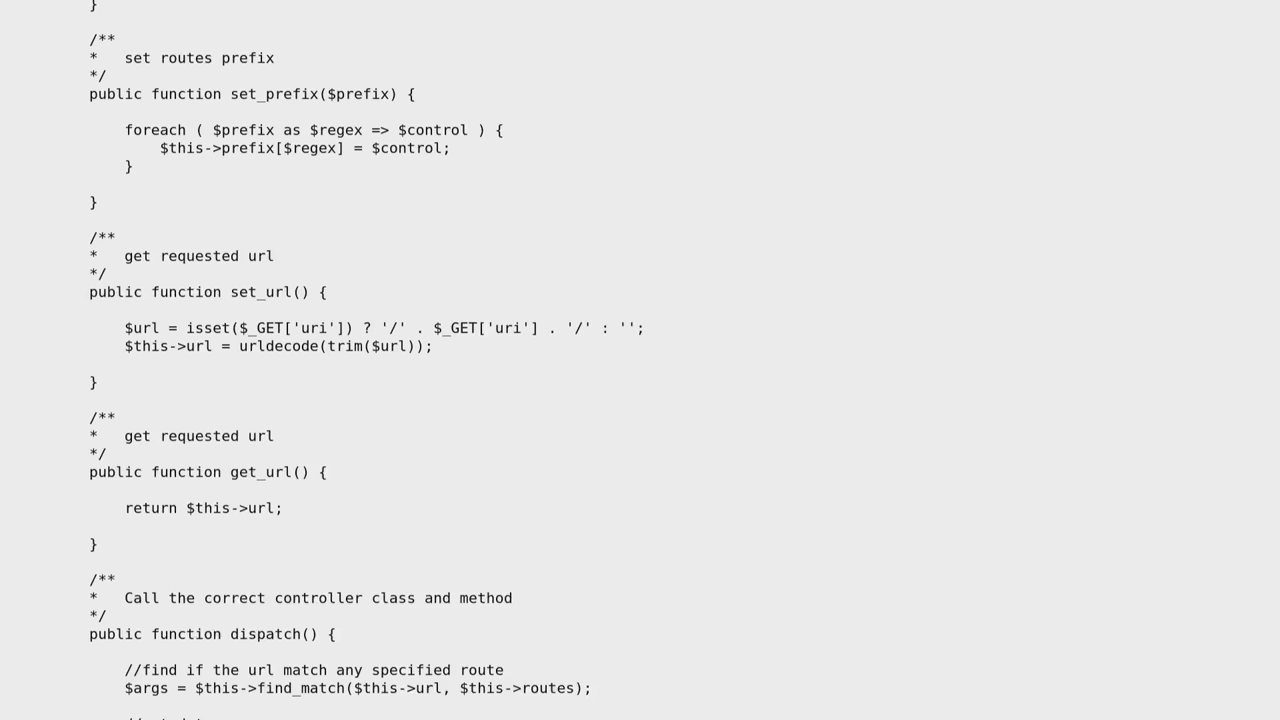 }
/**
*   set routes prefix
*/
public function set_prefix($prefix) {
foreach ( $prefix as $regex => $control ) {
$this->prefix[$regex] = $control;
}
}
/**
*   get requested url
*/
public function set_url() {
$url = isset($_GET['uri']) ? '/' . $_GET['uri'] . '/' : '';
$this->url = urldecode(trim($url));
}
/**
*   get requested url
*/
public function get_url() {
return $this->url;
}
/**
*   Call the correct controller class and method
*/
public function dispatch() {
//find if the url match any specified route
$args = $this->find_match($this->url, $this->routes);